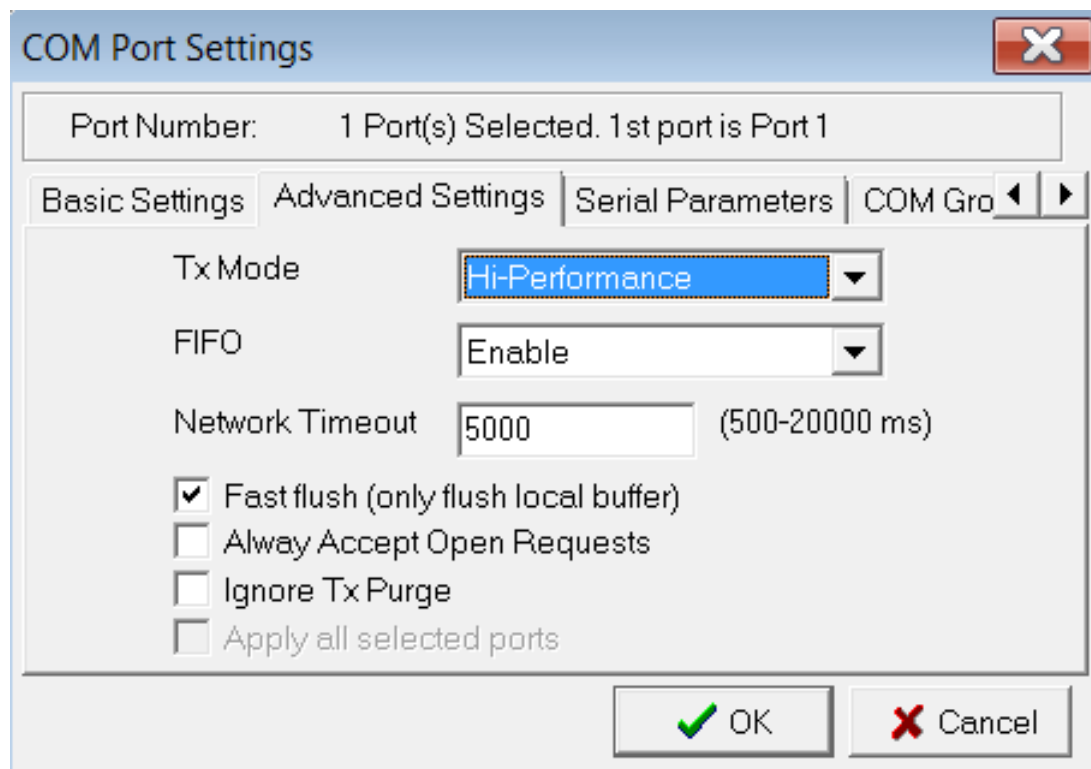 COM Port Settings
Port Number: 1 Port(s) Selected. 1st port is Port 1
Basic Settings Advanced Settings Serial Parameters COM Gro
Tx Mode Hi-Performance
FIFO Enable
Network Timeout 5000 (500-20000 ms)
Fast flush (only flush local buffer)
Alway Accept Open Requests
Ignore Tx Purge
Apply all selected ports
OK Cancel